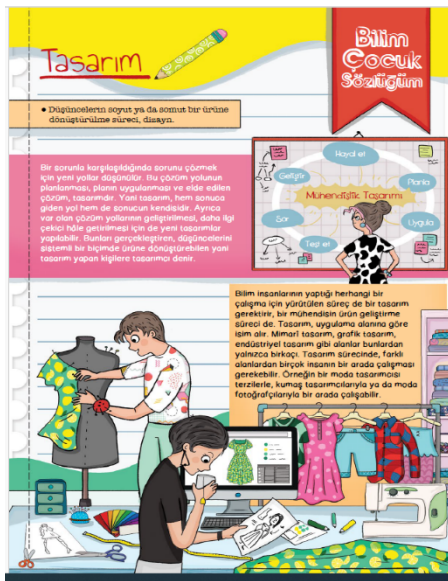 Tasarım
Bilim
Çocuk
Sözlüğüm
• Düşüncelerin soyut ya da somut bir ürüne
dönüştürülme süreci, dizayn.
Bir sorunla karşılaşıldığında sorunu çözmek
için yeni yollar düşünülür. Bu çözüm yolunun
planlanması, planın uygulanması ve elde edilen
çözüm, tasarımdır. Yani tasarım, hem sonuca
giden yol hem de sonucun kendisidir. Ayrıca
var olan çözüm yollarının geliştirilmesi, daha ilgi
çekici hâle getirilmesi için de yeni tasarımlar
yapılabilir. Bunları gerçekleştiren, düşüncelerini
sistemli bir biçimde ürüne dönüştürebilen yani
tasarım yapan kişilere tasarımcı denir.
Hayal et
Geliştir
Planla
Mühendislik Tasarımı
Sor
Uygula
Test et
Bilim insanlarının yaptığı herhangi bir
çalışma için yürütülen süreç de bir tasarım
gerektirir, bir mühendisin ürün geliştirme
süreci de. Tasarım, uygulama alanına göre
isim alır. Mimari tasarım, grafik tasarım,
endüstriyel tasarım gibi alanlar bunlardan
yalnızca birkaçı. Tasarım sürecinde, farklı
alanlardan birçok insanın bir arada çalışması
gerekebilir. Örneğin bir moda tasarımcısı
terzilerle, kumaş tasarımcılarıyla ya da moda
fotoğrafçılarıyla bir arada çalışabilir.